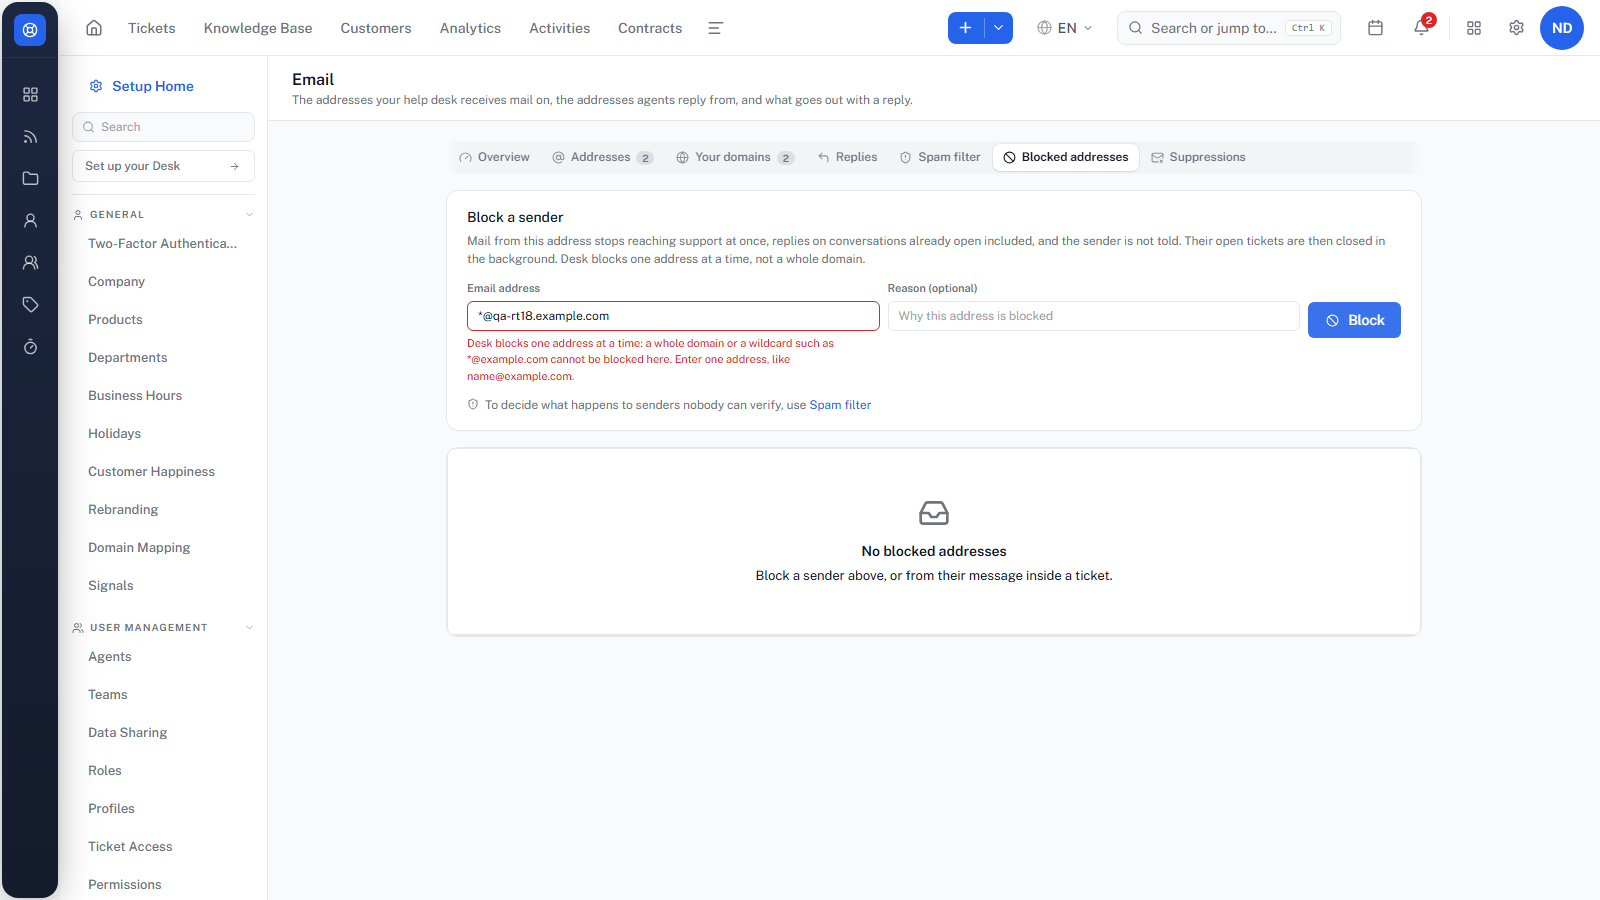 Tickets
Knowledge Base
Customers
Analytics
Activities
Contracts
EN
Search or jump to...
Ctrl K
2
ND
Setup Home
Search
Set up your Desk
GENERAL
Two-Factor Authentica...
Company
Products
Departments
Business Hours
Holidays
Customer Happiness
Rebranding
Domain Mapping
Signals
USER MANAGEMENT
Agents
Teams
Data Sharing
Roles
Profiles
Ticket Access
Permissions
Email
The addresses your help desk receives mail on, the addresses agents reply from, and what goes out with a reply.
Overview
Addresses 2
Your domains 2
Replies
Spam filter
Blocked addresses
Suppressions
Block a sender
Mail from this address stops reaching support at once, replies on conversations already open included, and the sender is not told. Their open tickets are then closed in
the background. Desk blocks one address at a time, not a whole domain.
Email address
*@qa-rt18.example.com
Desk blocks one address at a time: a whole domain or a wildcard such as
*@example.com cannot be blocked here. Enter one address, like
name@example.com.
Reason (optional)
Why this address is blocked
Block
To decide what happens to senders nobody can verify, use Spam filter
No blocked addresses
Block a sender above, or from their message inside a ticket.